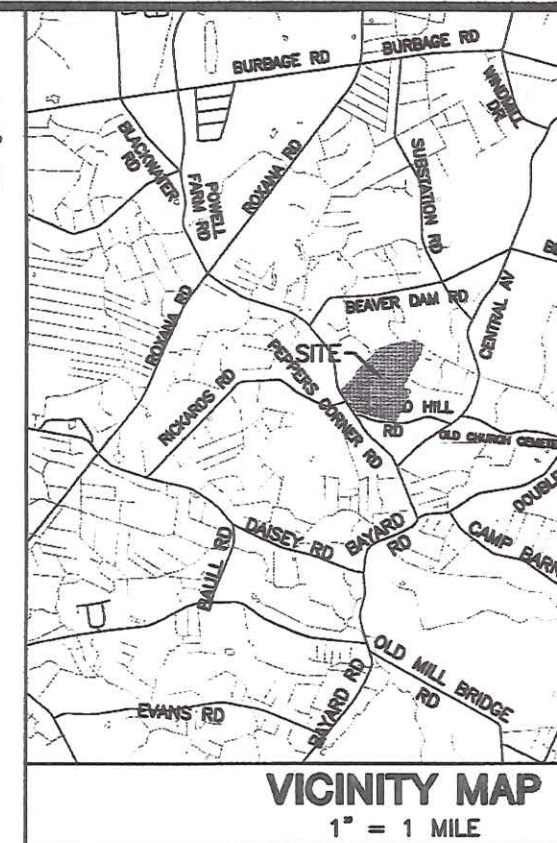 BURBAGE RD
BURBAGE RD
WINDMILL
DR
BLACKWATER
RD
POWELL
FARM RD
ROXANA RD
SUBSTATION RD
ROXANA RD
BEAVER DAM RD
CENTRAL AV
SITE
PEPPERS CORNER RD
RICKARDS RD
HILL
RD
OLD CHURCH CEMETE
DOUBLE
BAULL RD
DAISEY RD
BAYARD
RD
CAMP BARN
OLD MILL BRIDGE
RD
EVANS RD
BAYARD RD
VICINITY MAP
1" = 1 MILE